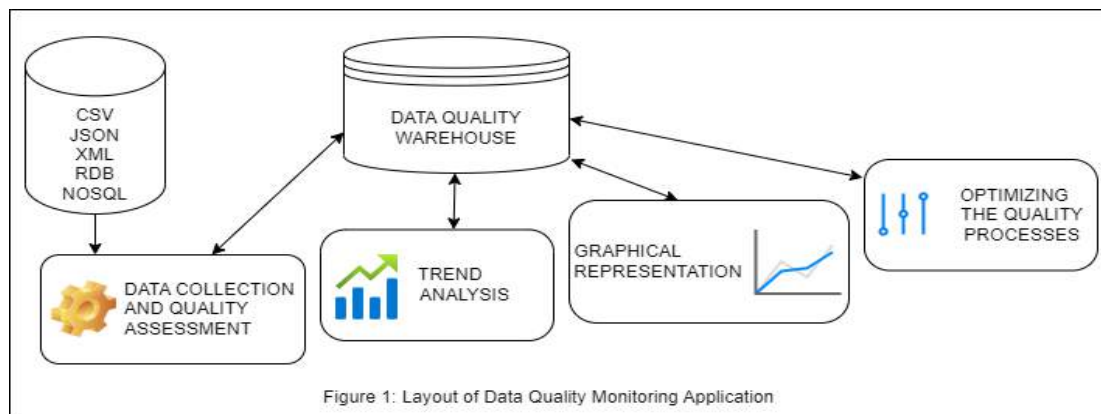 CSV
JSON
XML
RDB
NOSQL
DATA QUALITY
WAREHOUSE
DATA COLLECTION
AND QUALITY
ASSESSMENT
TREND
ANALYSIS
GRAPHICAL
REPRESENTATION
OPTIMIZING
THE QUALITY
PROCESSES
Figure 1: Layout of Data Quality Monitoring Application